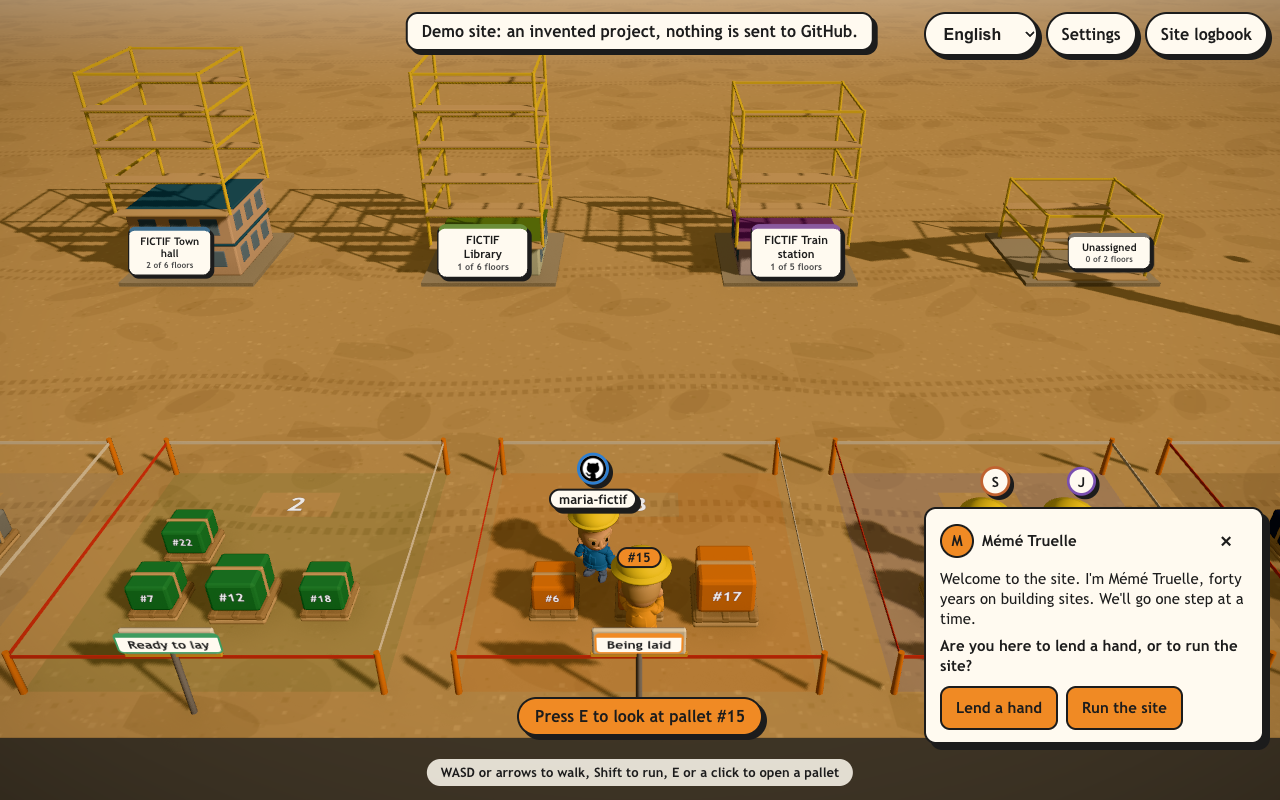 Demo site: an invented project, nothing is sent to GitHub.
English
Settings
Site logbook
FICTIF Town
hall
2 of 6 floors
FICTIF
Library
1 of 6 floors
FICTIF Train
station
1 of 5 floors
Unassigned
0 of 2 floors
2
maria-fictif
S
J
#22
#7
#12
#18
#15
#6
#17
Ready to lay
Being laid
M
Mémé Truelle
Welcome to the site. I'm Mémé Truelle, forty
years on building sites. We'll go one step at a
time.
Are you here to lend a hand, or to run the
site?
Lend a hand
Run the site
Press E to look at pallet #15
WASD or arrows to walk, Shift to run, E or a click to open a pallet